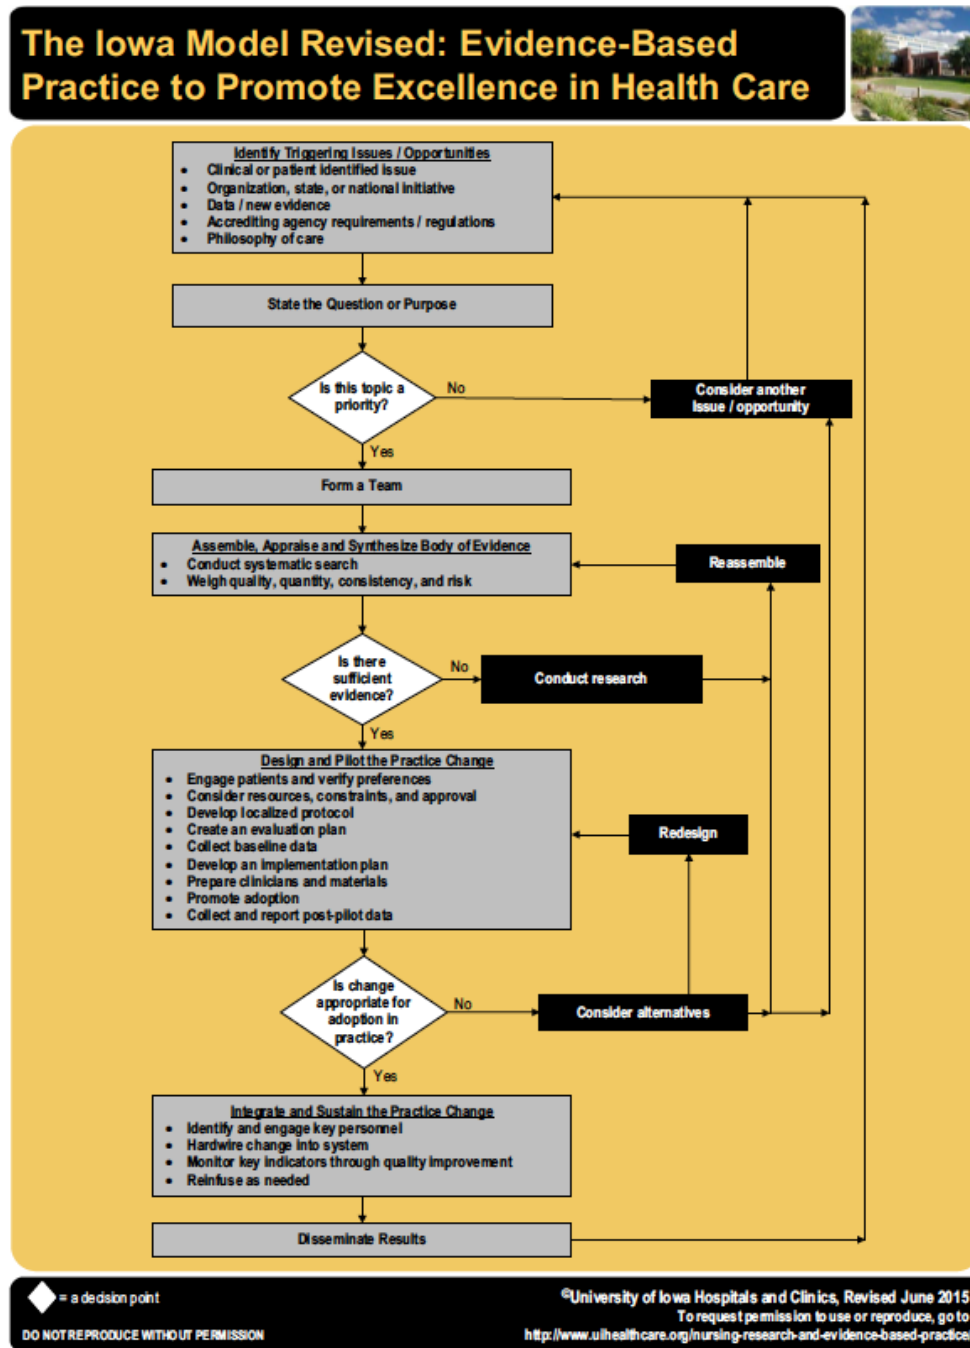 The Iowa Model Revised: Evidence-Based
Practice to Promote Excellence in Health Care
Identify Triggering Issues / Opportunities
• Clinical or patient identified issue
• Organization, state, or national initiative
• Data / new evidence
• Accrediting agency requirements / regulations
• Philosophy of care
State the Question or Purpose
Is this topic a
priority?
No
Consider another
Issue / opportunity
Yes
Form a Team
Assemble, Appraise and Synthesize Body of Evidence
• Conduct systematic search
• Weigh quality, quantity, consistency, and risk
Reassemble
Is there
sufficient
evidence?
No
Conduct research
Yes
Design and Pilot the Practice Change
• Engage patients and verify preferences
• Consider resources, constraints, and approval
• Develop localized protocol
• Create an evaluation plan
• Collect baseline data
• Develop an implementation plan
• Prepare clinicians and materials
• Promote adoption
• Collect and report post-pilot data
Redesign
Is change
appropriate for
adoption in
practice?
No
Consider alternatives
Yes
Integrate and Sustain the Practice Change
• Identify and engage key personnel
• Hardwire change into system
• Monitor key indicators through quality improvement
• Reinfuse as needed
Disseminate Results
= a decision point
DO NOT REPRODUCE WITHOUT PERMISSION
©University of Iowa Hospitals and Clinics, Revised June 2015
To request permission to use or reproduce, go to
http://www.uihealthcare.org/nursing-research-and-evidence-based-practice/